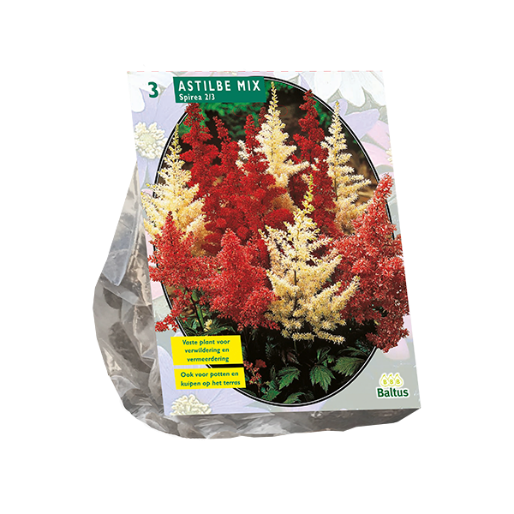 3
ASTILBE MIX
Spirea 2/3
Vaste plant voor
verwildering en
vermeerdering
Ook voor potten en
kuipen op het terras
Baltus